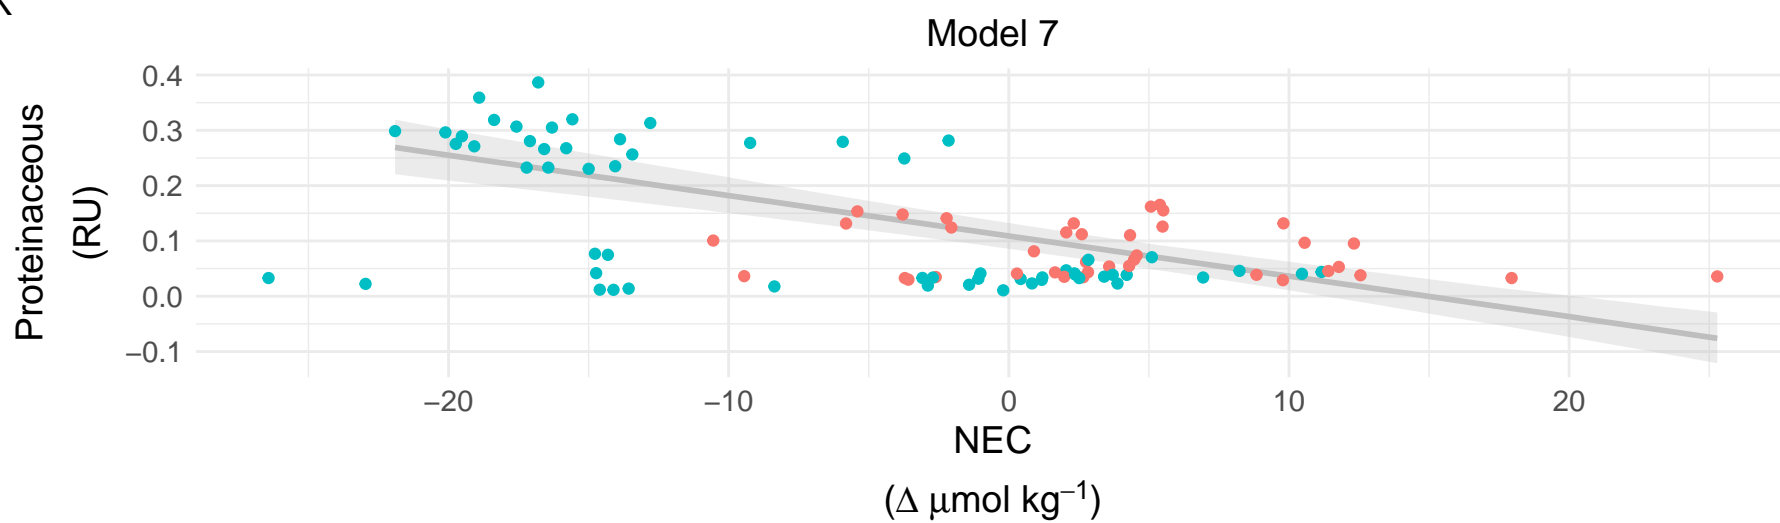 Model 7
Proteinaceous
(RU)
0.4
0.3
0.2
0.1
0.0
−0.1
−20 −10 0 10 20
NEC
(Δ μmol kg⁻¹)